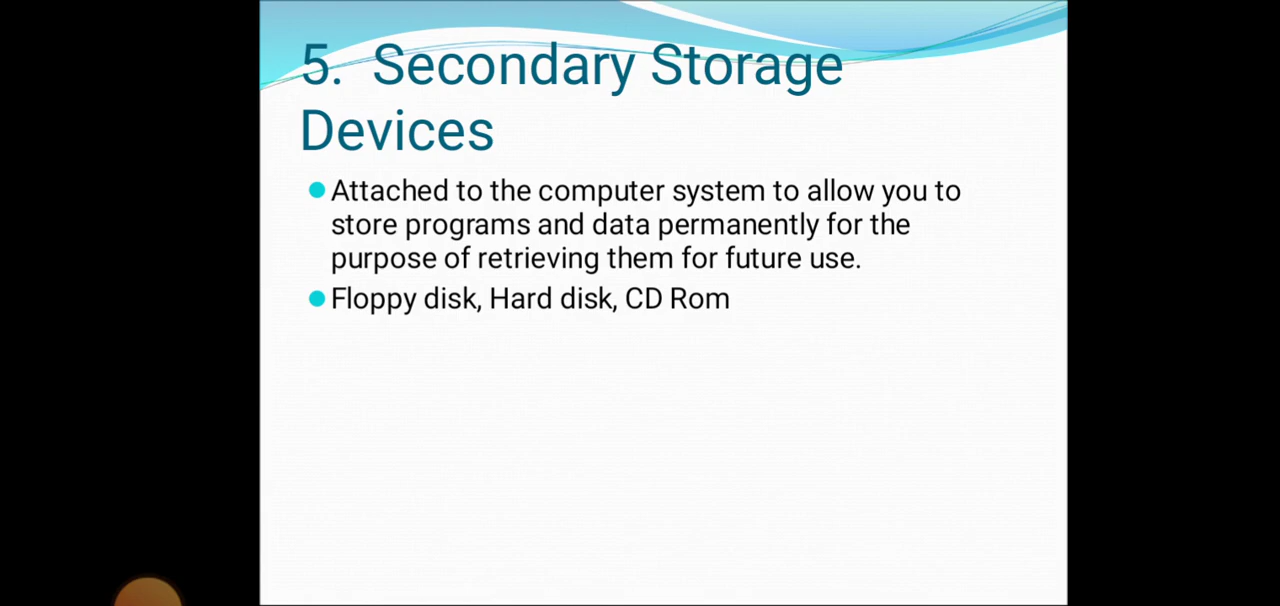 5. Secondary Storage
Devices
Attached to the computer system to allow you to
store programs and data permanently for the
purpose of retrieving them for future use.
Floppy disk, Hard disk, CD Rom